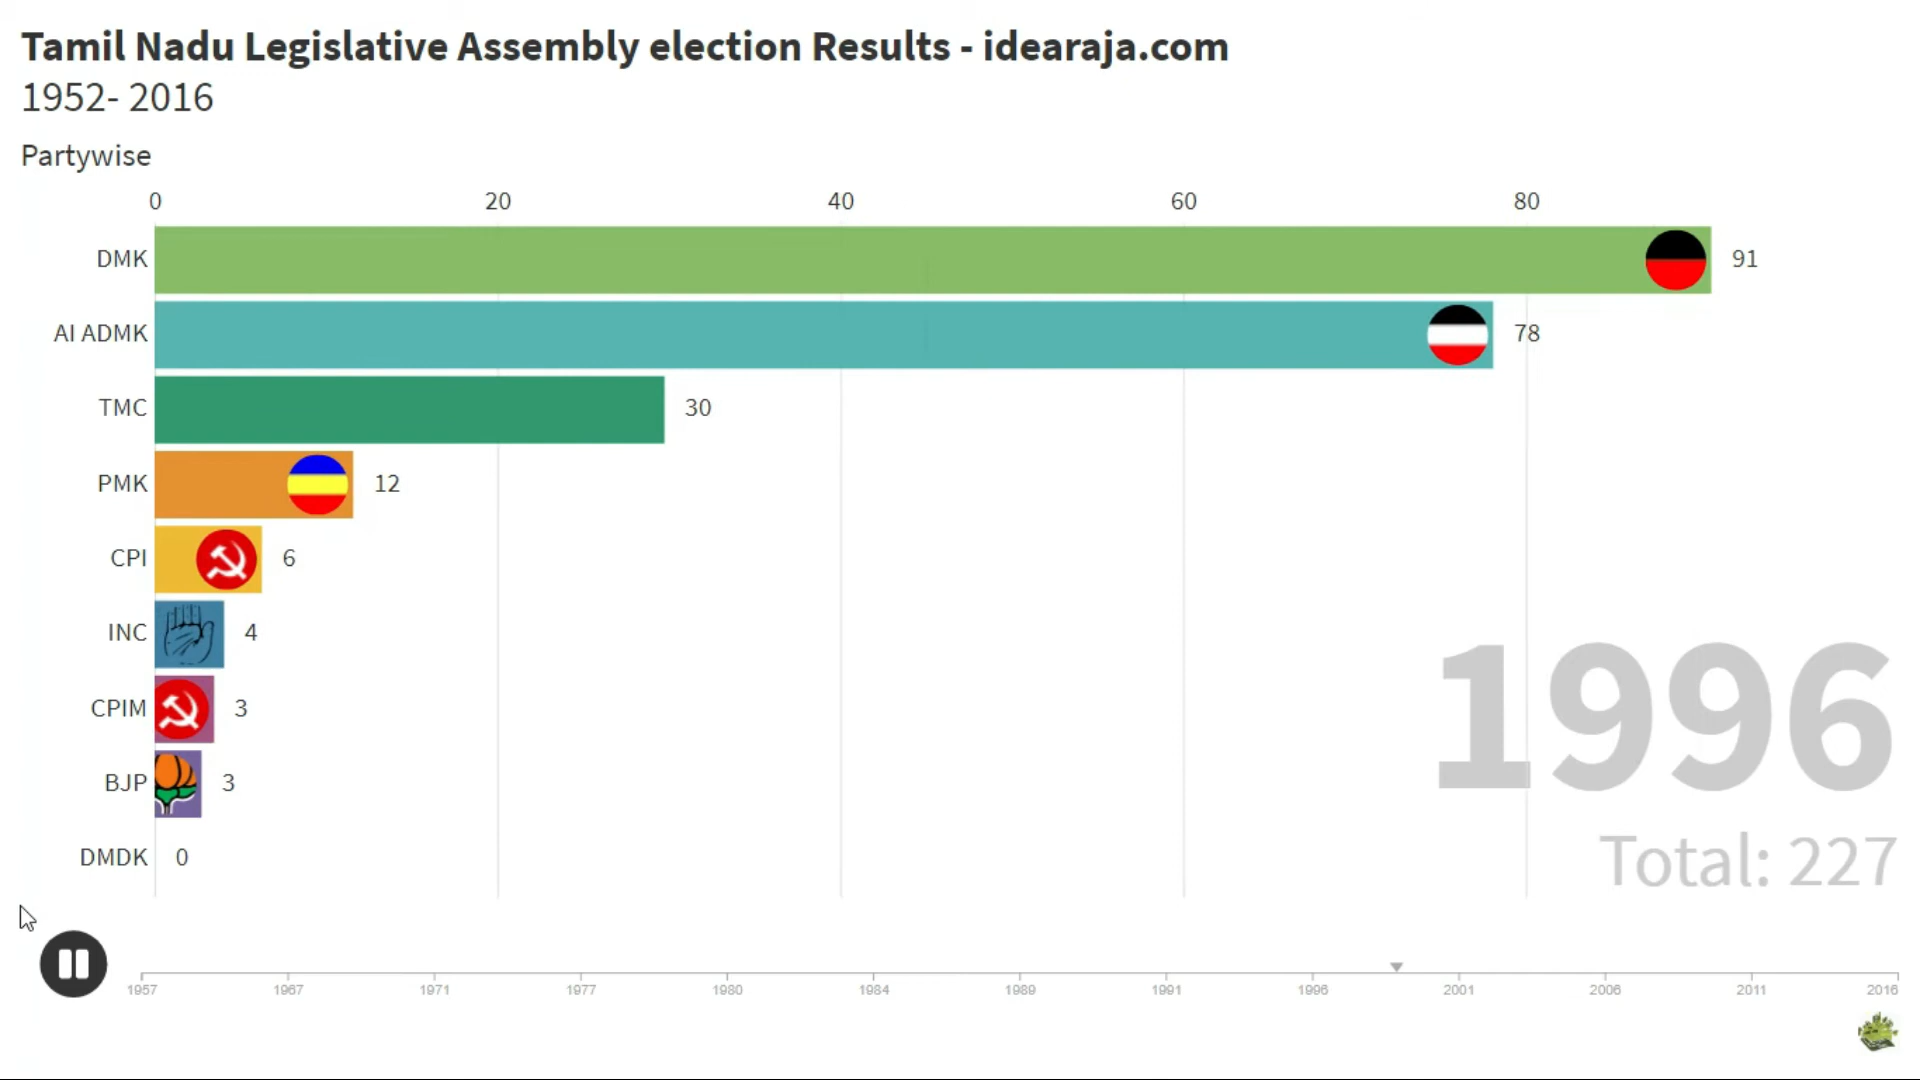 Tamil Nadu Legislative Assembly election Results - idearaja.com
1952- 2016
Partywise
0 20 40 60 80
DMK 91
AI ADMK 78
TMC 30
PMK 12
CPI 6
INC 4
CPIM 3
BJP 3
DMDK 0
1996
Total: 227
1957 1967 1971 1977 1980 1984 1989 1991 1996 2001 2006 2011 2016